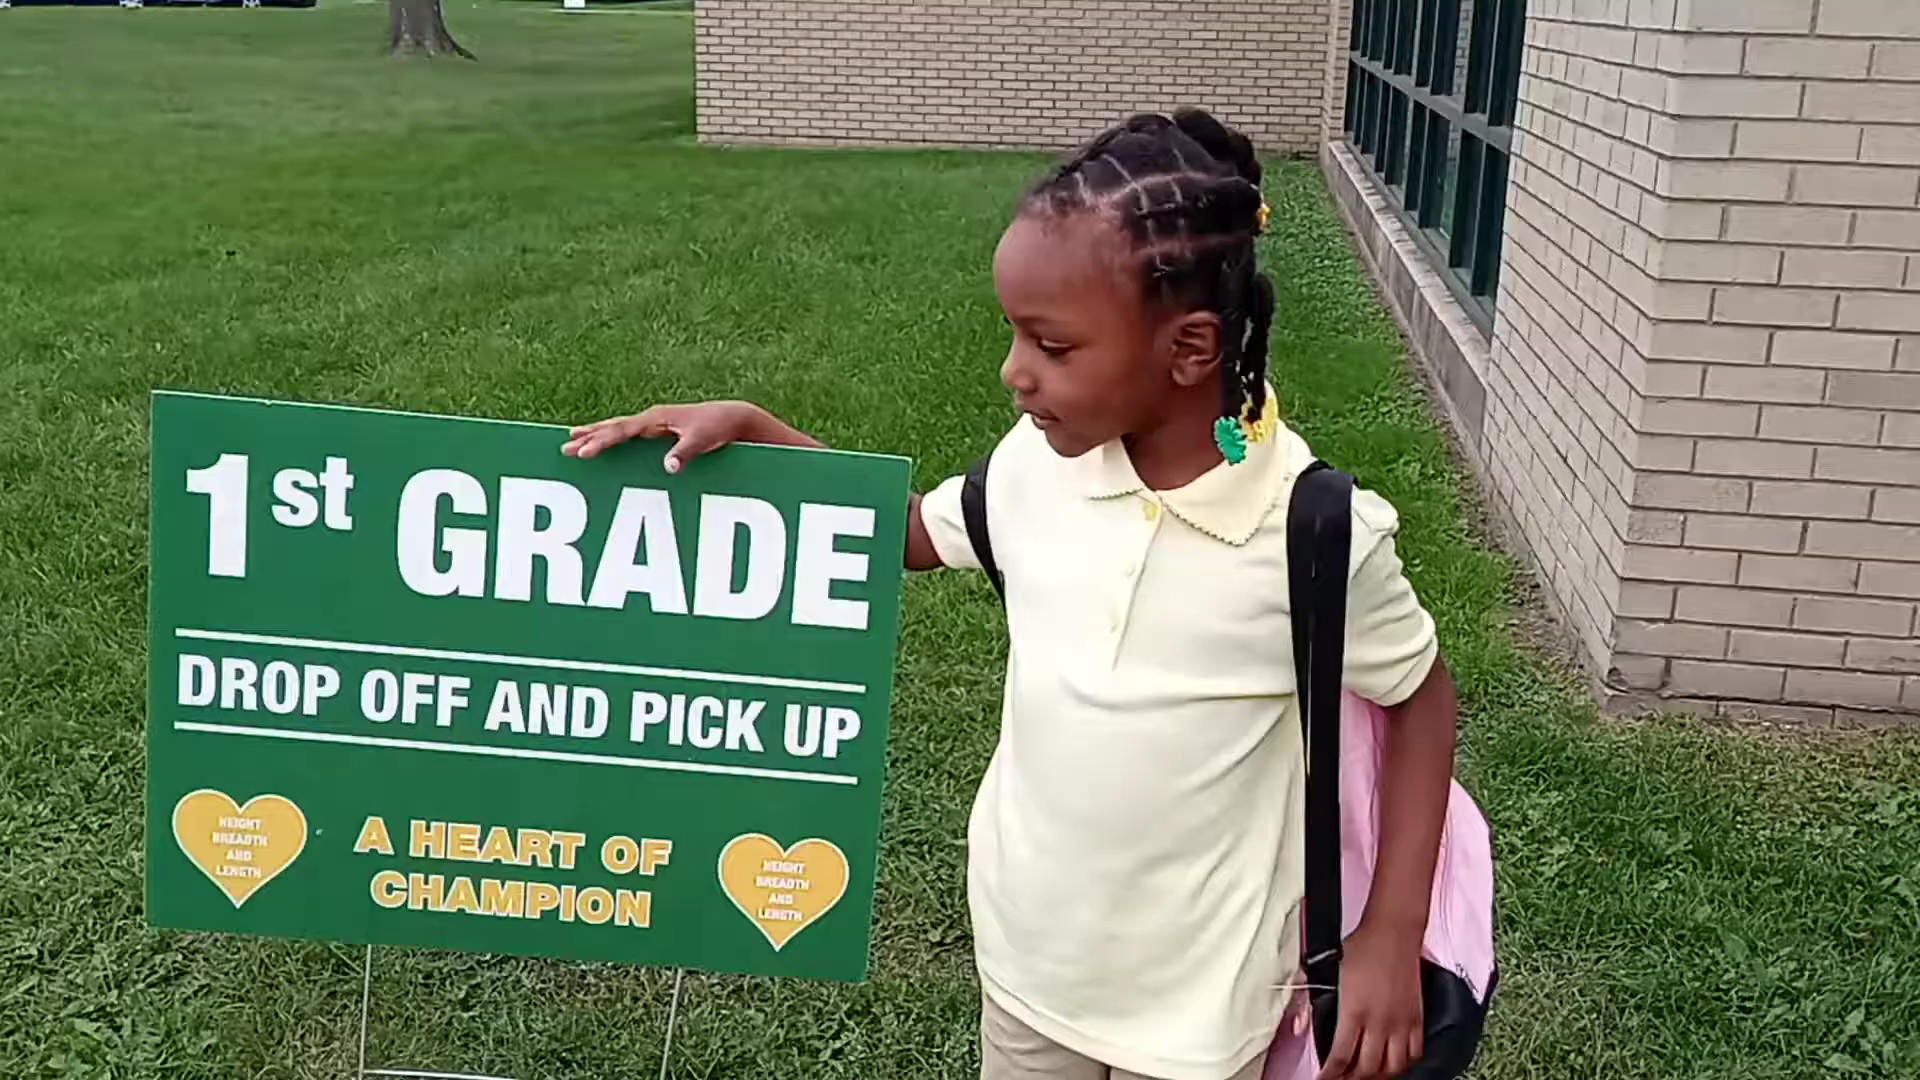 1st GRADE
DROP OFF AND PICK UP
A HEART OF
CHAMPION
HEIGHT
BREADTH
AND
LENGTH
HEIGHT
BREADTH
AND
LENGTH